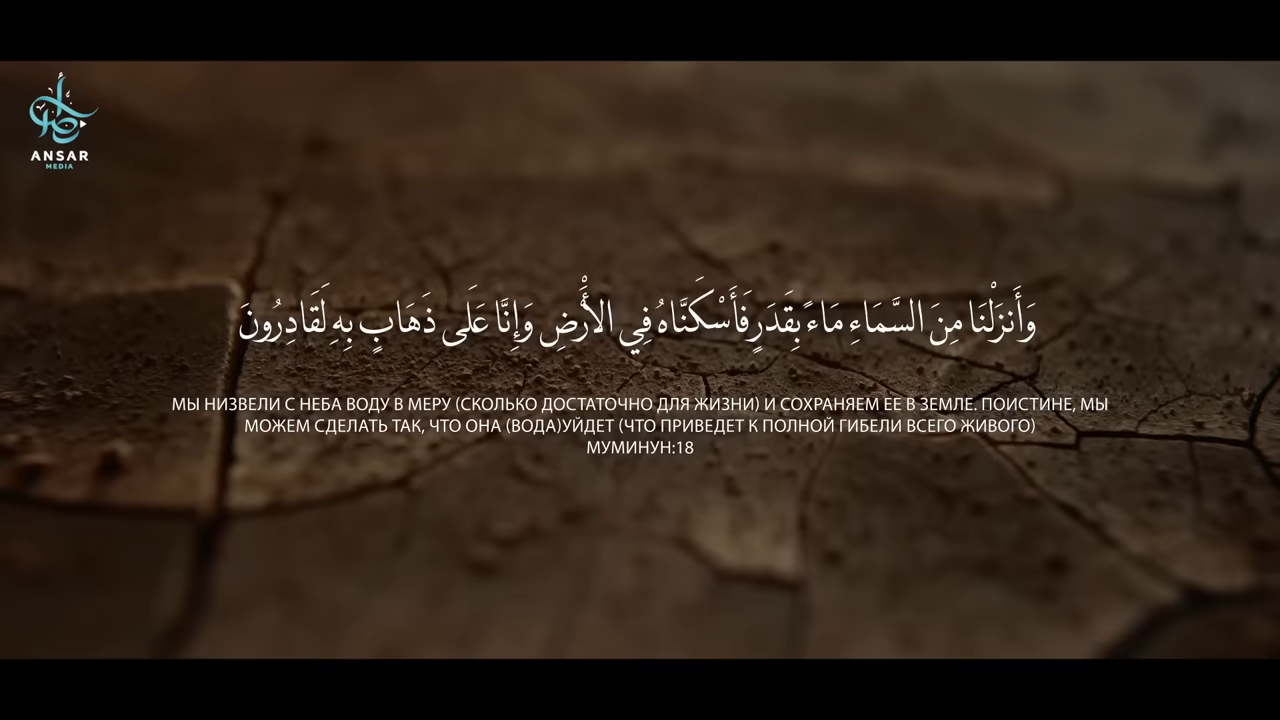 ANSAR
MEDIA
وَأَنزَلْنَا مِنَ السَّمَاءِ مَاءً بِقَدَرٍ فَأَسْكَنَّاهُ فِي الأَرْضِ وَإِنَّا عَلَى ذَهَابٍ بِهِ لَقَادِرُونَ
МЫ НИЗВЕЛИ С НЕБА ВОДУ В МЕРУ (СКОЛЬКО ДОСТАТОЧНО ДЛЯ ЖИЗНИ) И СОХРАНЯЕМ ЕЕ В ЗЕМЛЕ. ПОИСТИНЕ, МЫ
МОЖЕМ СДЕЛАТЬ ТАК, ЧТО ОНА (ВОДА)УЙДЕТ (ЧТО ПРИВЕДЕТ К ПОЛНОЙ ГИБЕЛИ ВСЕГО ЖИВОГО)
МУМИНУН:18